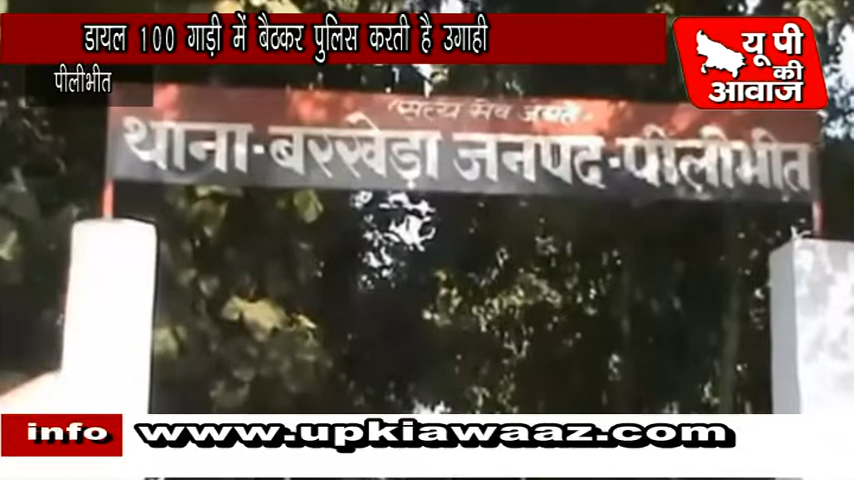 डायल 100 गाड़ी में बैठकर पुलिस करती है उगाही
पीलीभीत
यू पी
की
आवाज
सत्य मेव जयते
थाना-बरखेड़ा जनपद-पीलीभीत
info www.upkiawaaz.com